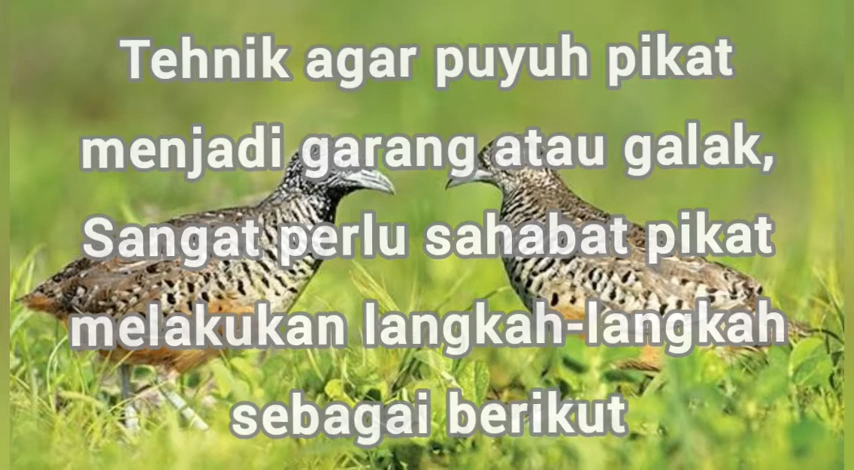 Tehnik agar puyuh pikat
menjadi garang atau galak,
Sangat perlu sahabat pikat
melakukan langkah-langkah
sebagai berikut